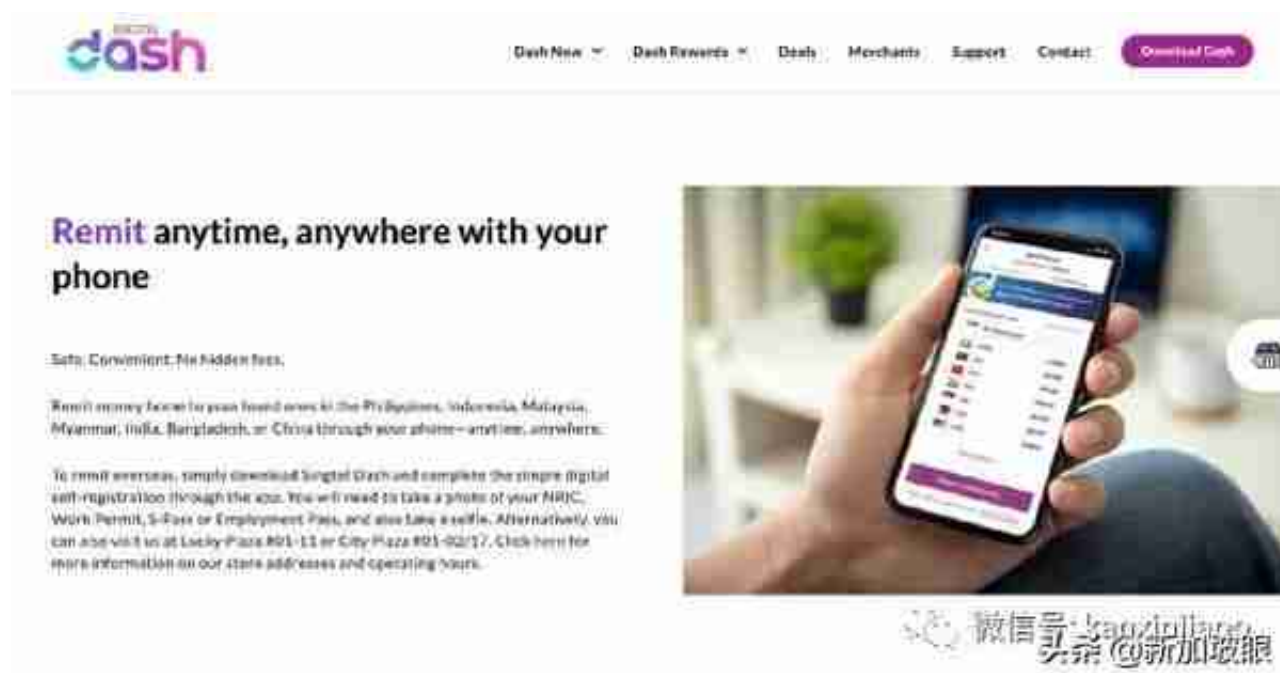 dash
Dash Now
Dash Rewards
Deals
Merchants
Support
Contact
Download Dash
Remit anytime, anywhere with your
phone
Safe. Convenient. No hidden fees.
Remit money home to your loved ones in the Philippines, Indonesia, Malaysia,
Myanmar, India, Bangladesh, or China through your phone—anytime, anywhere.
To remit overseas, simply download Singtel Dash and complete the simple digital
self-registration through the app. You will need to take a photo of your NRIC,
Work Permit, S-Pass or Employment Pass, and also take a selfie. Alternatively, you
can also visit us at Lucky Plaza #01-11 or City Plaza #01-02/17. Click here for
more information on our store addresses and operating hours.
微信号: kanxinjiapo
头条 @新加坡眼